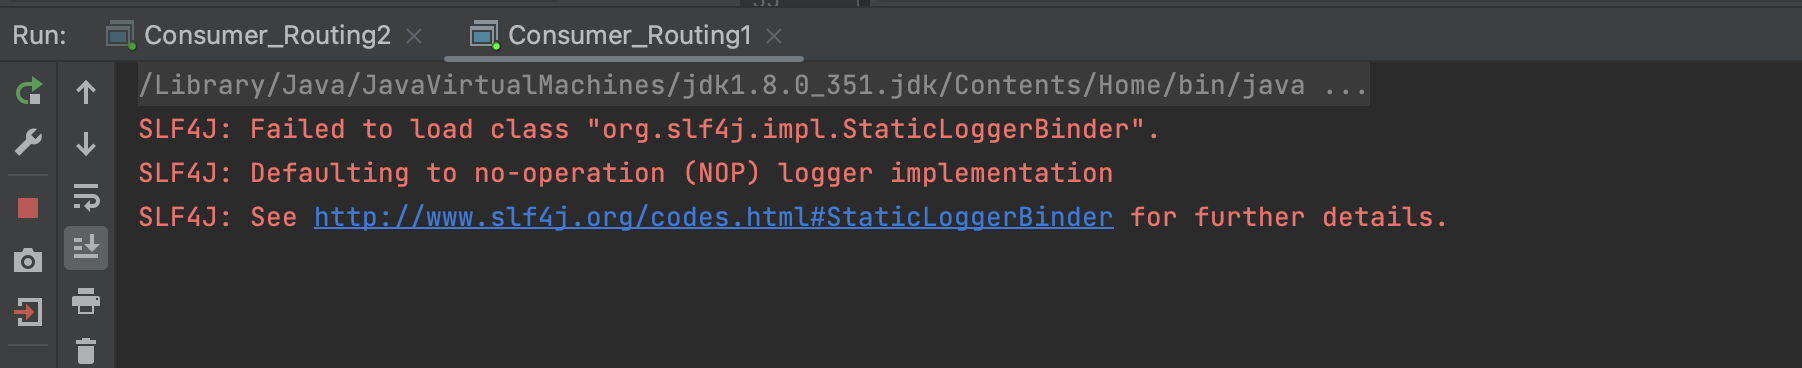 Run: Consumer_Routing2 Consumer_Routing1
/Library/Java/JavaVirtualMachines/jdk1.8.0_351.jdk/Contents/Home/bin/java ...
SLF4J: Failed to load class "org.slf4j.impl.StaticLoggerBinder".
SLF4J: Defaulting to no-operation (NOP) logger implementation
SLF4J: See http://www.slf4j.org/codes.html#StaticLoggerBinder for further details.